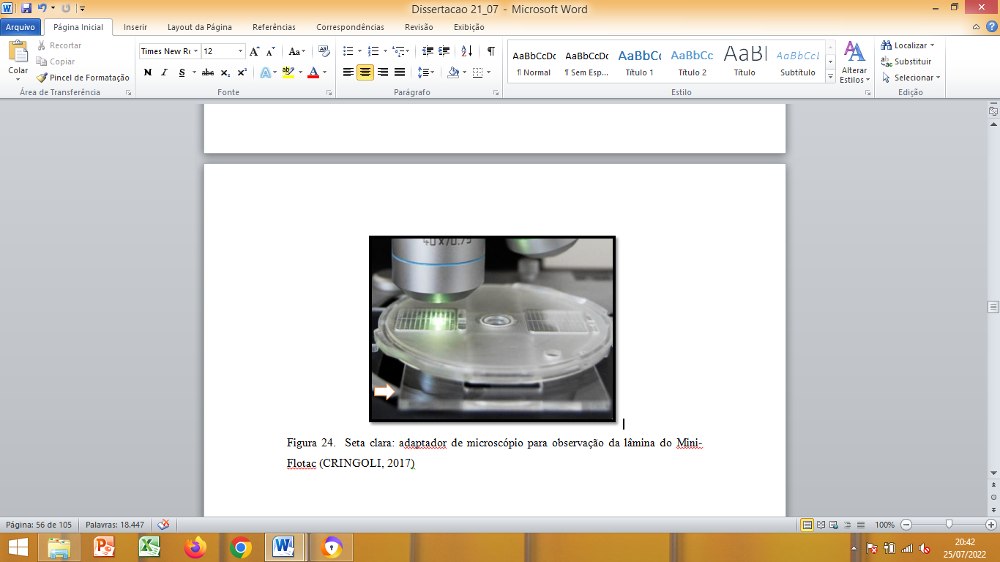 Dissertacao 21_07 - Microsoft Word
Arquivo Página Inicial Inserir Layout da Página Referências Correspondências Revisão Exibição
Colar
Recortar
Copiar
Pincel de Formatação
Área de Transferência
Times New Ro 12
N I S abc x₂ x²
Aa
Fonte
Parágrafo
AaBbCcDc AaBbCcDc AaBbCc AaBbCc AaBl AaBbCcl
¶ Normal ¶ Sem Esp... Título 1 Título 2 Título Subtítulo
Alterar
Estilos
Estilo
Localizar
Substituir
Selecionar
Edição
40X/0.75
Figura 24. Seta clara: adaptador de microscópio para observação da lâmina do Mini-
Flotac (CRINGOLI, 2017)
Página: 56 de 105 Palavras: 18.447 100%
20:42
25/07/2022